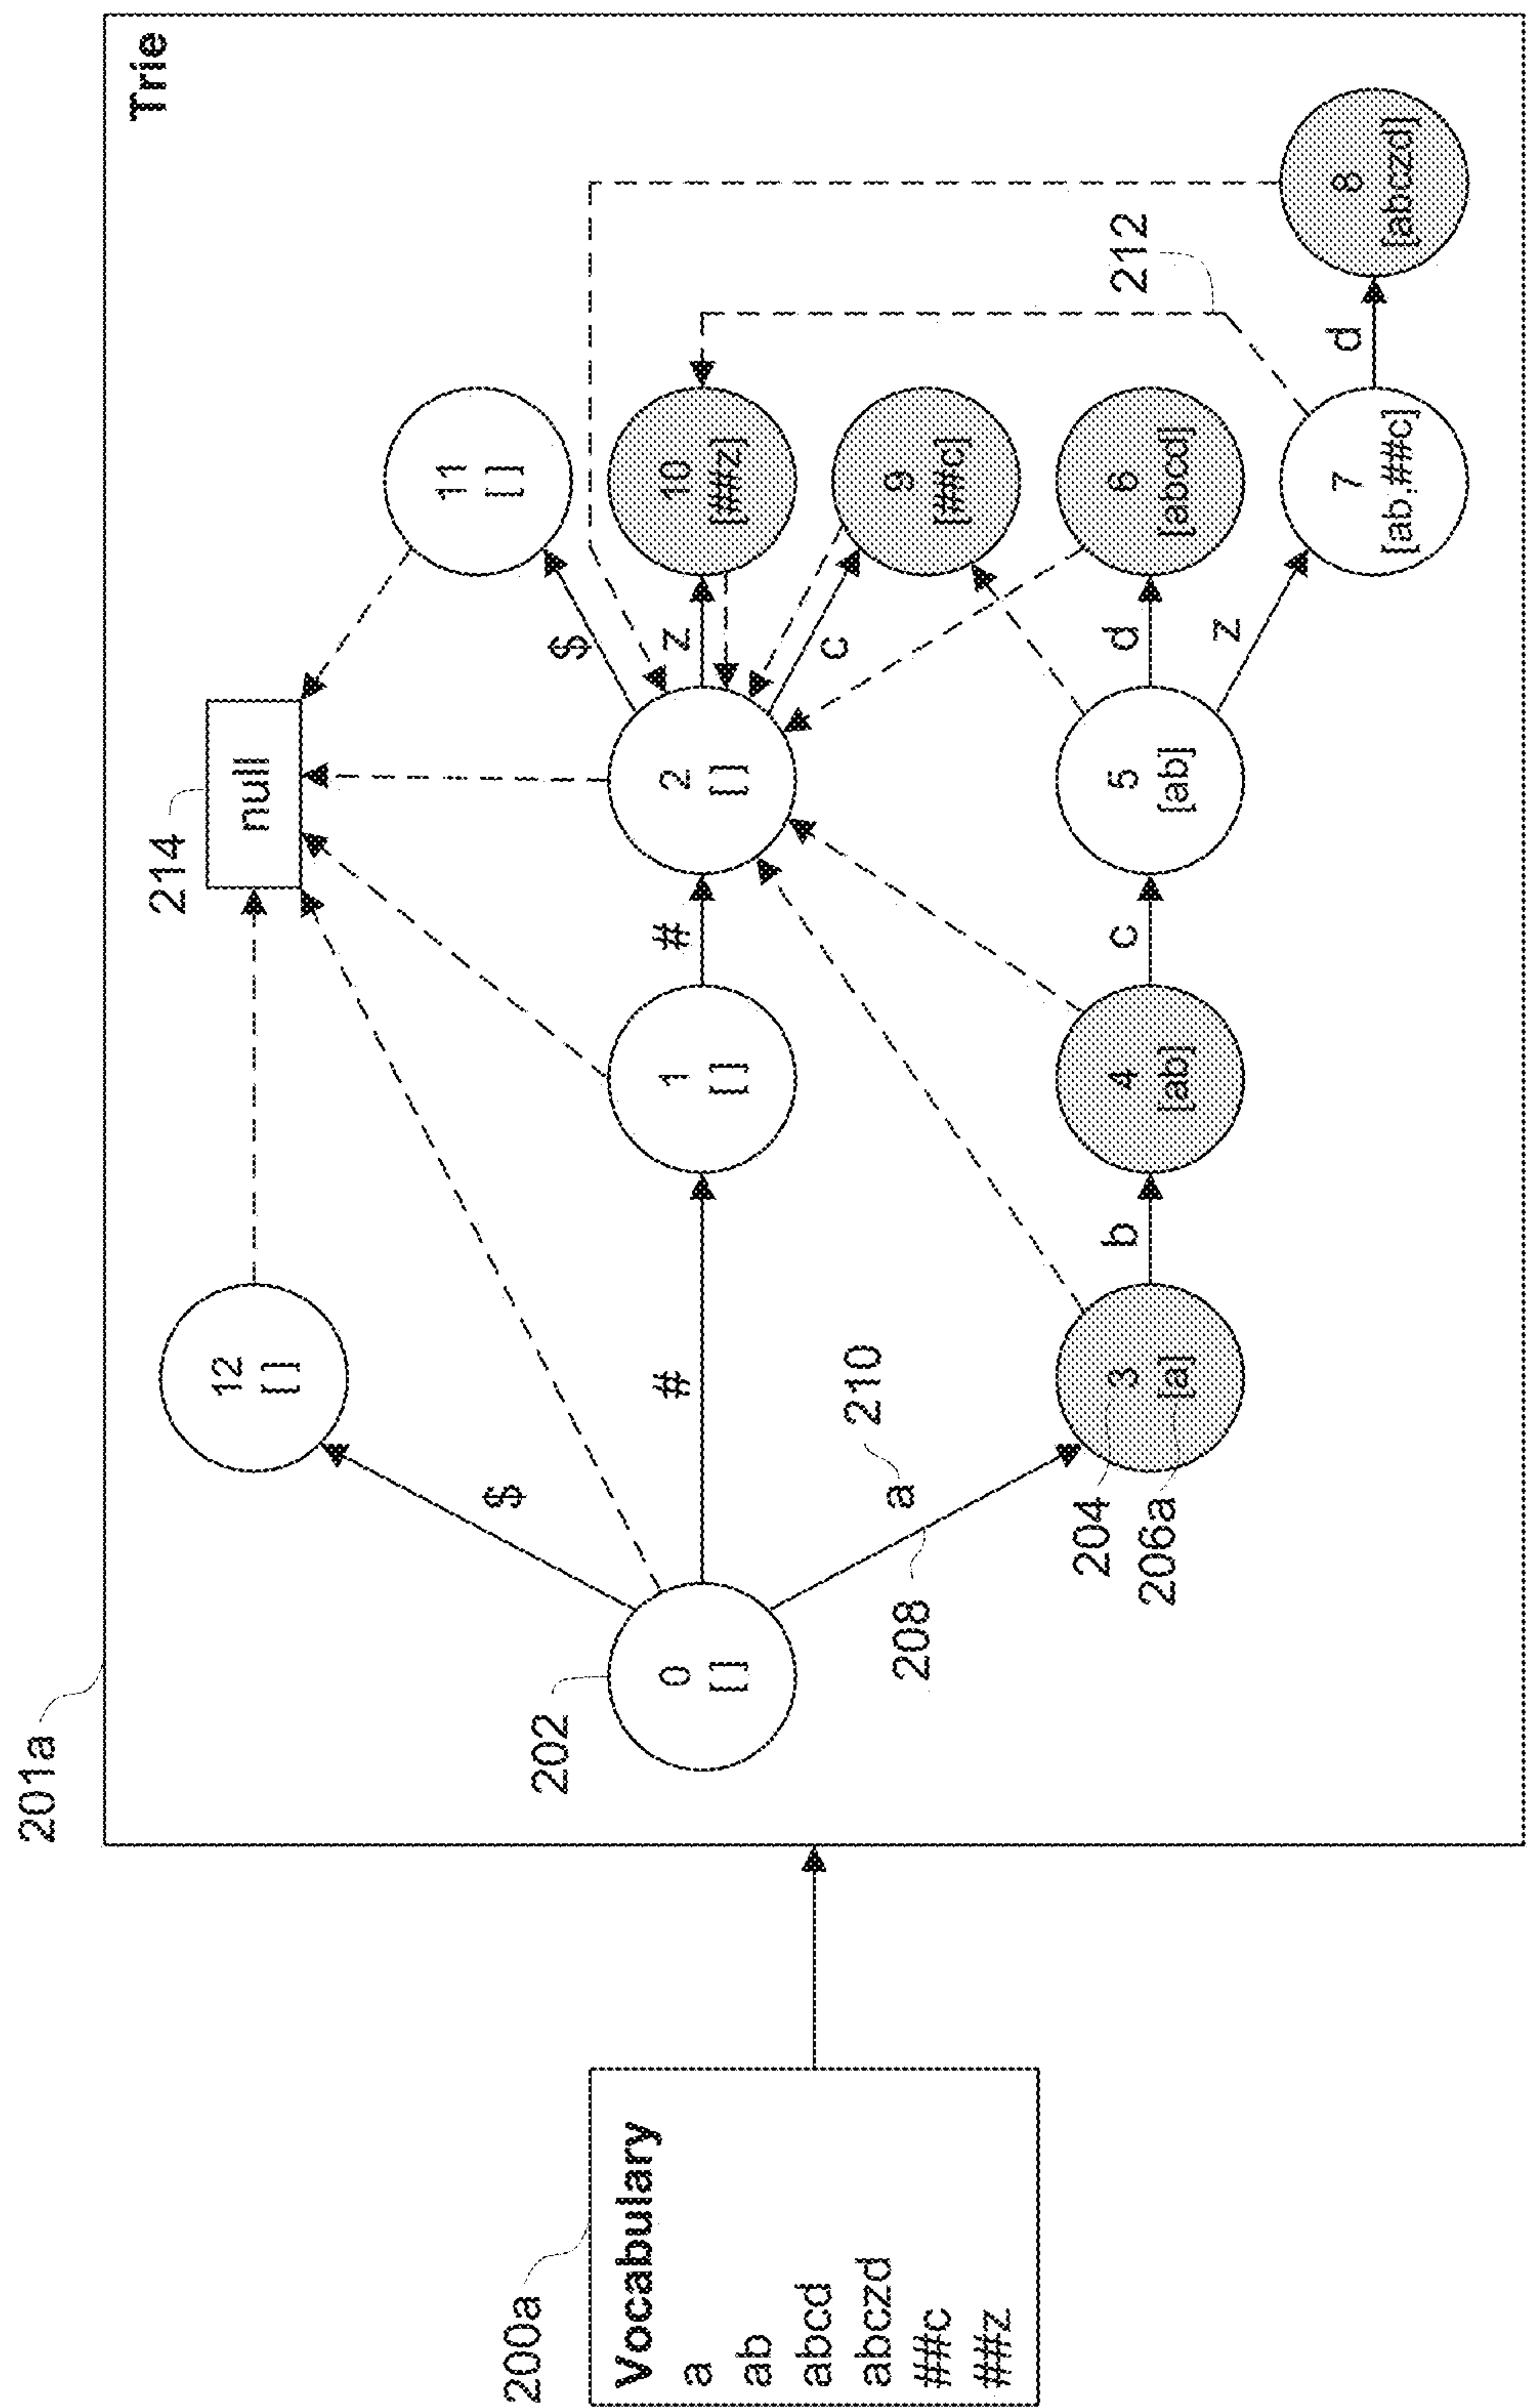 201a
Trie
200a
Vocabulary
a
ab
abcd
abczd
##c
##z
214
null
12
[ ]
11
[ ]
$
$
202
0
[ ]
#
1
[ ]
#
2
[ ]
z
10
[##z]
c
9
[##c]
212
208
a
210
204
206a
3
[a]
b
4
[ab]
c
5
[ab]
d
6
[abcd]
z
7
[ab,##c]
d
8
[abczd]